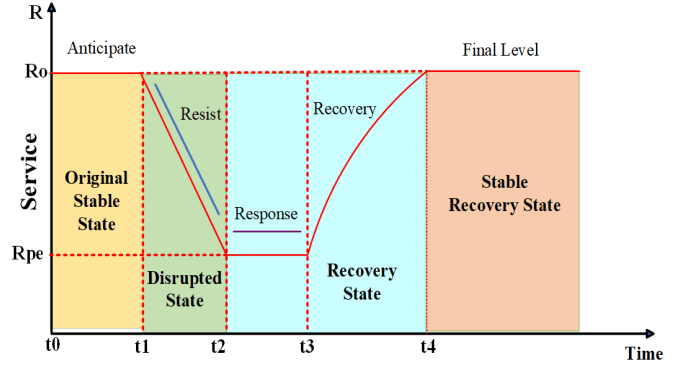 R
Anticipate
Final Level
Ro
Resist
Recovery
Service
Original
Stable
State
Stable
Recovery State
Response
Rpe
Disrupted
State
Recovery
State
t0
t1
t2
t3
t4
Time